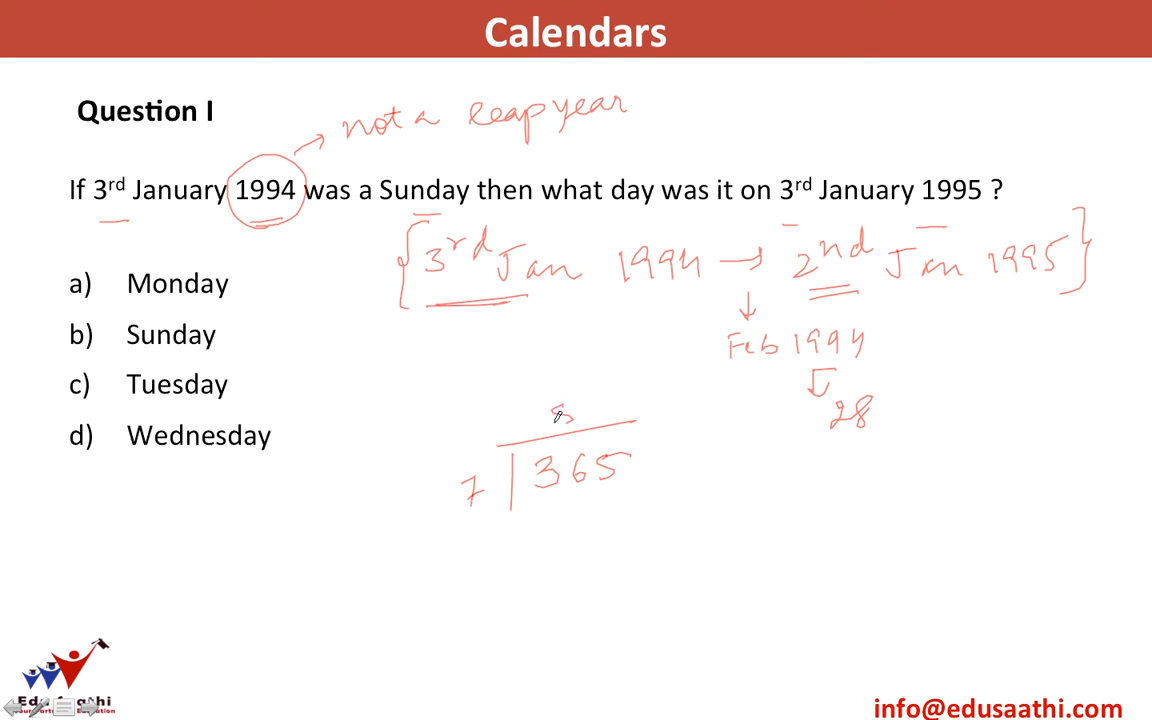 Calendars
Question I
not a leap year
If 3rd January 1994 was a Sunday then what day was it on 3rd January 1995 ?
{3rd Jan 1994 → 2nd Jan 1995}
a) Monday
Feb 1994
b) Sunday
c) Tuesday
28
5
d) Wednesday
7 | 365
info@edusaathi.com